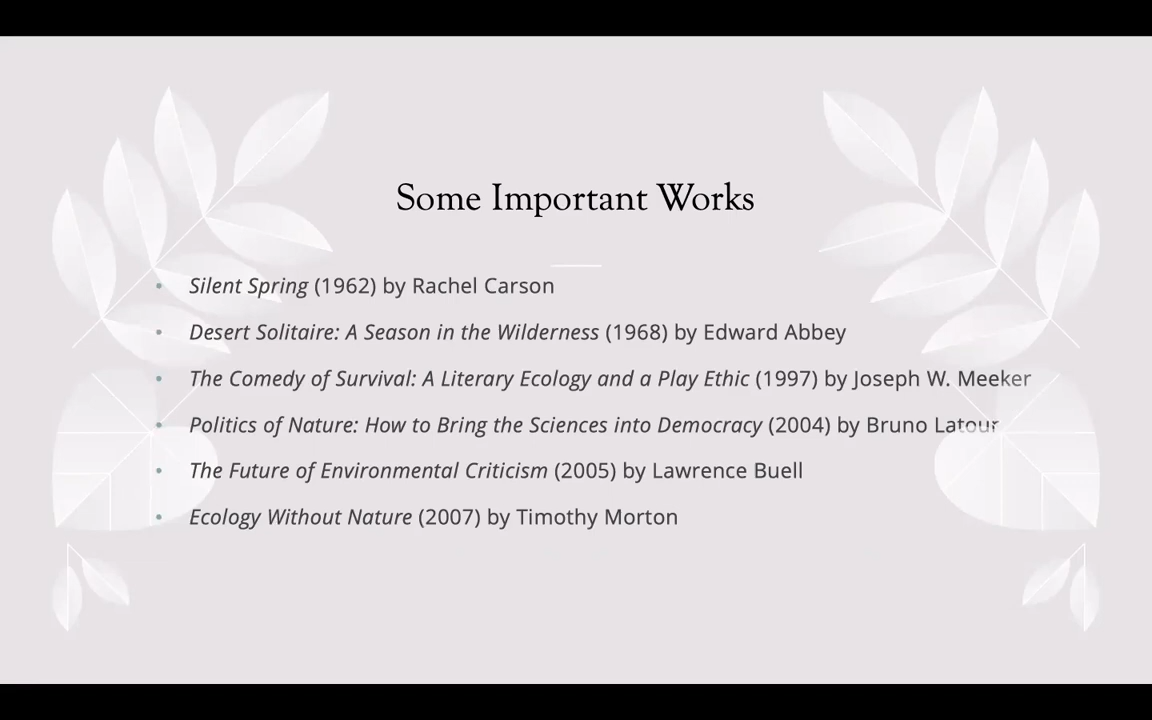 Some Important Works
• Silent Spring (1962) by Rachel Carson
• Desert Solitaire: A Season in the Wilderness (1968) by Edward Abbey
• The Comedy of Survival: A Literary Ecology and a Play Ethic (1997) by Joseph W. Meeker
• Politics of Nature: How to Bring the Sciences into Democracy (2004) by Bruno Latour
• The Future of Environmental Criticism (2005) by Lawrence Buell
• Ecology Without Nature (2007) by Timothy Morton